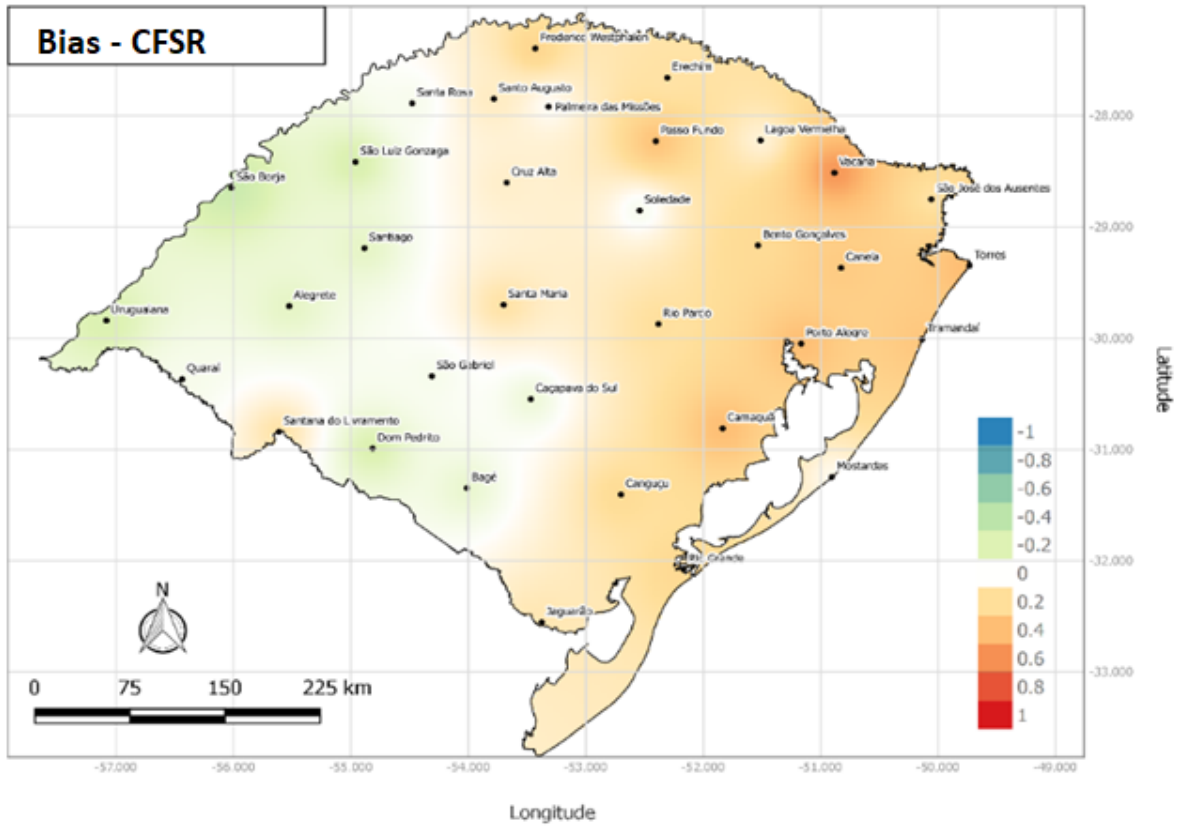 Bias - CFSR
Frederico Westphalen
Erechim
Santa Rosa
Santo Augusto
Palmeira das Missões
-28.000
Passo Fundo
Lagoa Vermelha
São Luiz Gonzaga
Vacaria
São Borja
Cruz Alta
São José dos Ausentes
Soledade
-29.000
Santiago
Bento Gonçalves
Canela
Torres
Alegrete
Santa Maria
Uruguaiana
Rio Pardo
Porto Alegre
Tramandaí
-30.000
Quaraí
São Gabriel
Caçapava do Sul
Latitude
Santana do Livramento
Camaquã
Dom Pedrito
-31.000
Bagé
Canguçu
Mostardas
-1
-0.8
-0.6
-0.4
-0.2
0
0.2
0.4
0.6
0.8
1
Rio Grande
-32.000
N
Jaguarão
-33.000
0 75 150 225 km
-57.000 -56.000 -55.000 -54.000 -53.000 -52.000 -51.000 -50.000 -49.000
Longitude